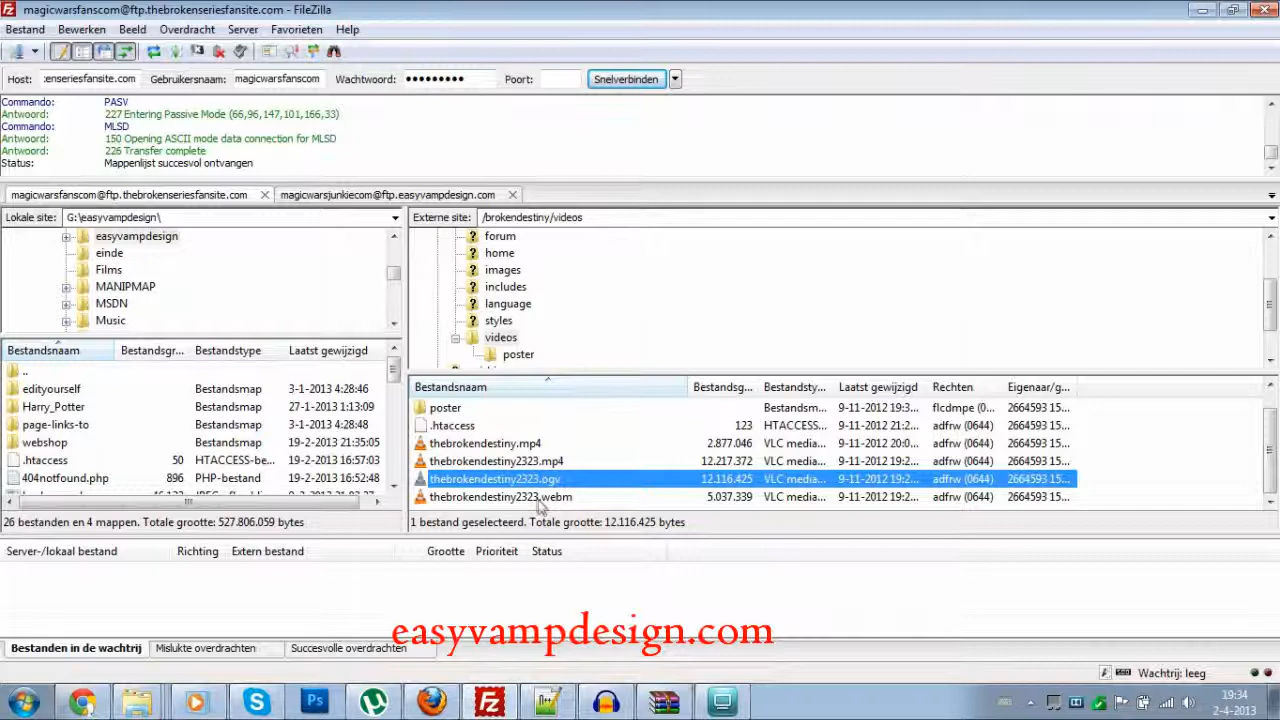 magicwarsfanscom@ftp.thebrokenseriesfansite.com - FileZilla
Bestand Bewerken Beeld Overdracht Server Favorieten Help
Host: :enseriesfansite.com Gebruikersnaam: magicwarsfanscom Wachtwoord: ●●●●●●●●● Poort: Snelverbinden
Commando: PASV
Antwoord: 227 Entering Passive Mode (66,96,147,101,166,33)
Commando: MLSD
Antwoord: 150 Opening ASCII mode data connection for MLSD
Antwoord: 226 Transfer complete
Status: Mappenlijst succesvol ontvangen
magicwarsfanscom@ftp.thebrokenseriesfansite.com magicwarsjunkiecom@ftp.easyvampdesign.com
Lokale site: G:\easyvampdesign\
easyvampdesign
einde
Films
MANIPMAP
MSDN
Music
Externe site: /brokendestiny/videos
forum
home
images
includes
language
styles
videos
poster
Bestandsnaam Bestandsgr... Bestandstype Laatst gewijzigd
..
edityourself Bestandsmap 3-1-2013 4:28:46
Harry_Potter Bestandsmap 27-1-2013 1:13:09
page-links-to Bestandsmap 3-1-2013 4:28:48
webshop Bestandsmap 19-2-2013 21:35:05
.htaccess 50 HTACCESS-be... 19-2-2013 16:57:03
404notfound.php 896 PHP-bestand 19-2-2013 16:52:48
26 bestanden en 4 mappen. Totale grootte: 527.806.059 bytes
Bestandsnaam Bestandsg... Bestandsty... Laatst gewijzigd Rechten Eigenaar/g...
poster Bestandsm... 9-11-2012 19:3... flcdmpe (0... 2664593 15...
.htaccess 123 HTACCESS... 9-11-2012 21:2... adfrw (0644) 2664593 15...
thebrokendestiny.mp4 2.877.046 VLC media... 9-11-2012 20:0... adfrw (0644) 2664593 15...
thebrokendestiny2323.mp4 12.217.372 VLC media... 9-11-2012 19:2... adfrw (0644) 2664593 15...
thebrokendestiny2323.ogv 12.116.425 VLC media... 9-11-2012 19:2... adfrw (0644) 2664593 15...
thebrokendestiny2323.webm 5.037.339 VLC media... 9-11-2012 19:2... adfrw (0644) 2664593 15...
1 bestand geselecteerd. Totale grootte: 12.116.425 bytes
Server-/lokaal bestand Richting Extern bestand Grootte Prioriteit Status
easyvampdesign.com
Bestanden in de wachtrij Mislukte overdrachten Succesvolle overdrachten
Wachtrij: leeg
19:34
2-4-2013